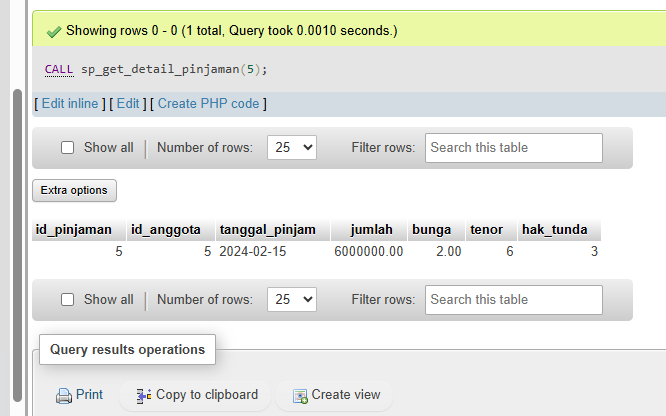 Showing rows 0 - 0 (1 total, Query took 0.0010 seconds.)
CALL sp_get_detail_pinjaman(5);
[ Edit inline ] [ Edit ] [ Create PHP code ]
Show all | Number of rows: 25 Filter rows: Search this table
Extra options
id_pinjaman id_anggota tanggal_pinjam jumlah bunga tenor hak_tunda
5 5 2024-02-15 6000000.00 2.00 6 3
Show all | Number of rows: 25 Filter rows: Search this table
Query results operations
Print Copy to clipboard Create view